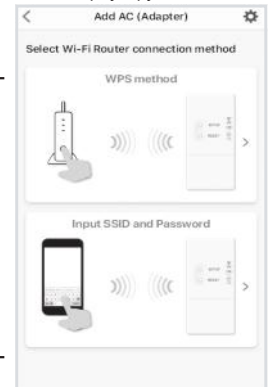 Add AC (Adapter)
Select Wi-Fi Router connection method
WPS method
Input SSID and Password